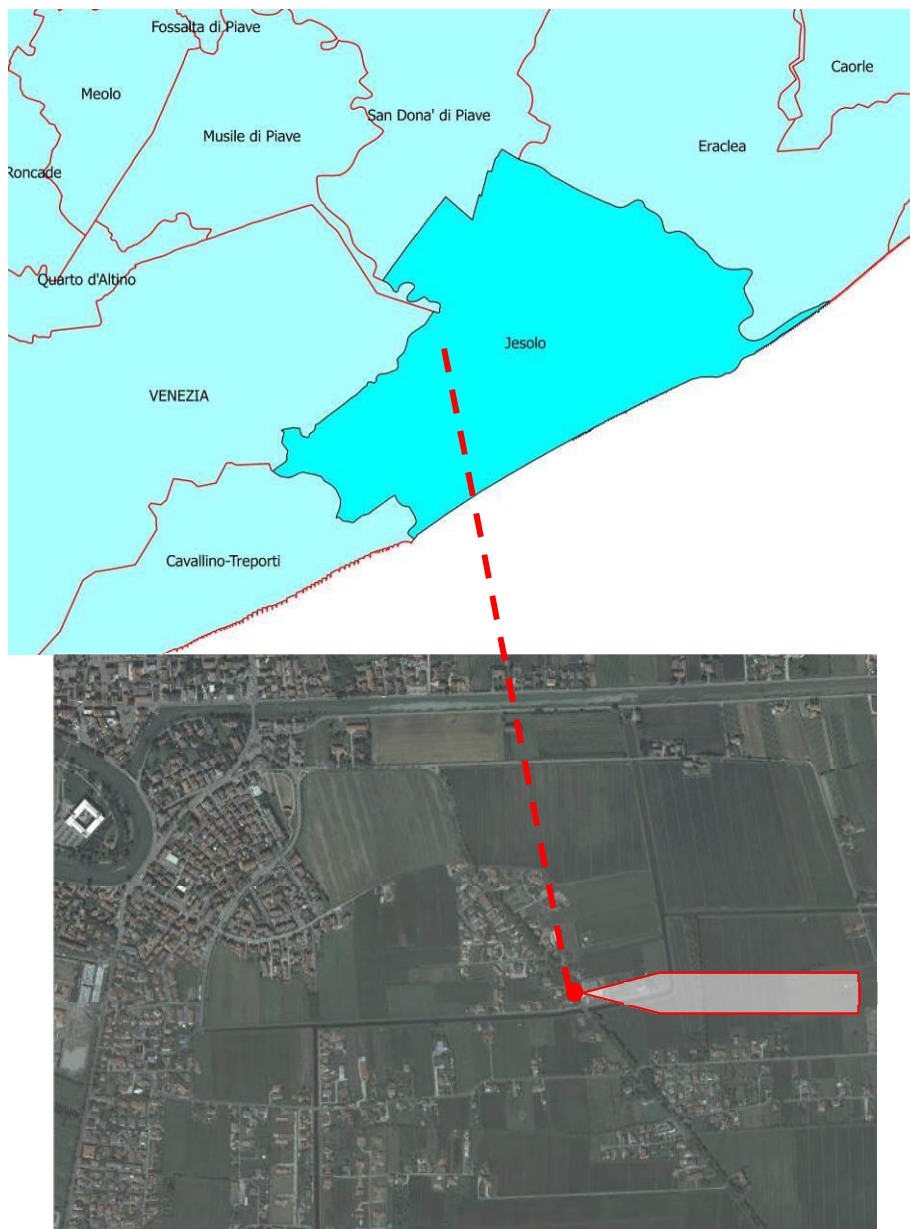 Fossalta di Piave
Caorle
Meolo
San Dona' di Piave
Musile di Piave
Eraclea
Roncade
Quarto d'Altino
Jesolo
VENEZIA
Cavallino-Treporti